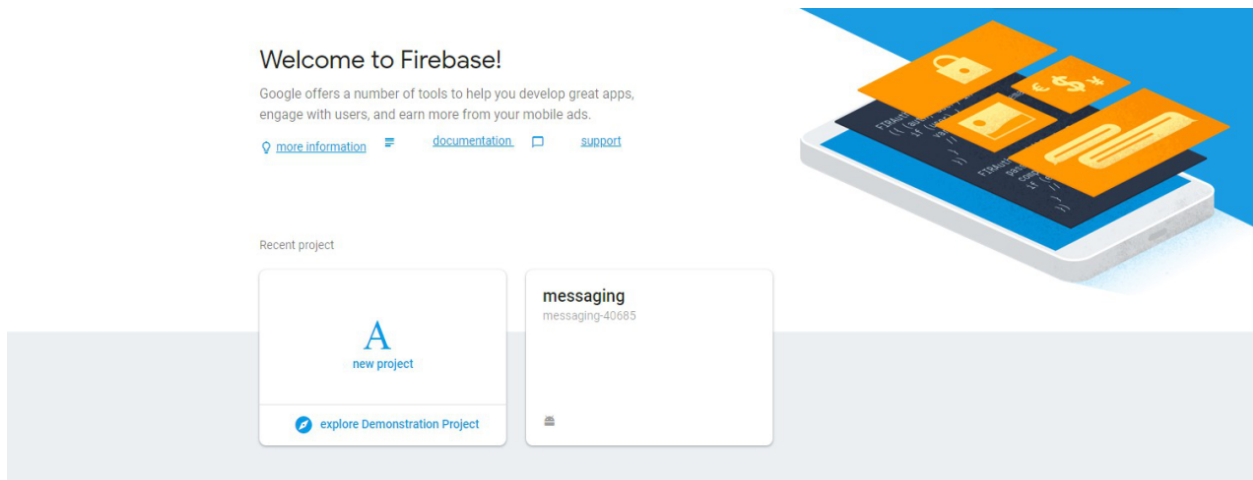 Welcome to Firebase!
Google offers a number of tools to help you develop great apps,
engage with users, and earn more from your mobile ads.
more information documentation support
Recent project
A
new project
explore Demonstration Project
messaging
messaging-40685
€ $ ¥